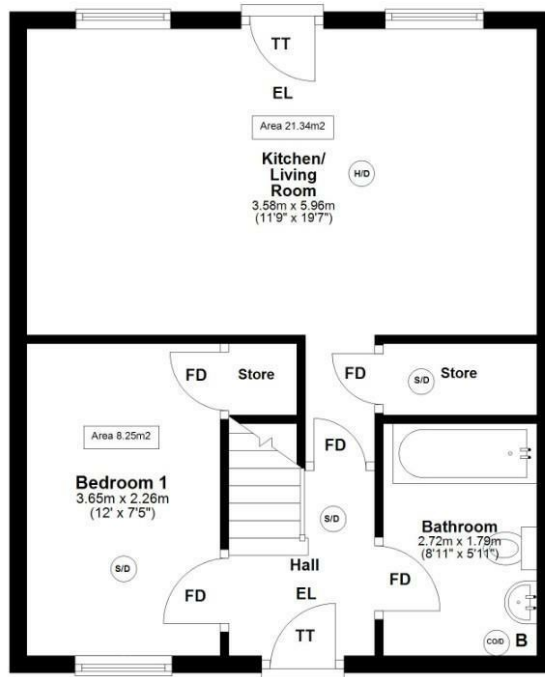 TT
EL
Area 21.34m2
Kitchen/
Living
Room
3.58m x 5.96m
(11'9" x 19'7")
H/D
FD
Store
FD
S/D
Store
Area 8.25m2
FD
Bedroom 1
3.65m x 2.26m
(12' x 7'5")
S/D
S/D
Bathroom
2.72m x 1.79m
(8'11" x 5'11")
Hall
FD
EL
FD
TT
CO/D
B